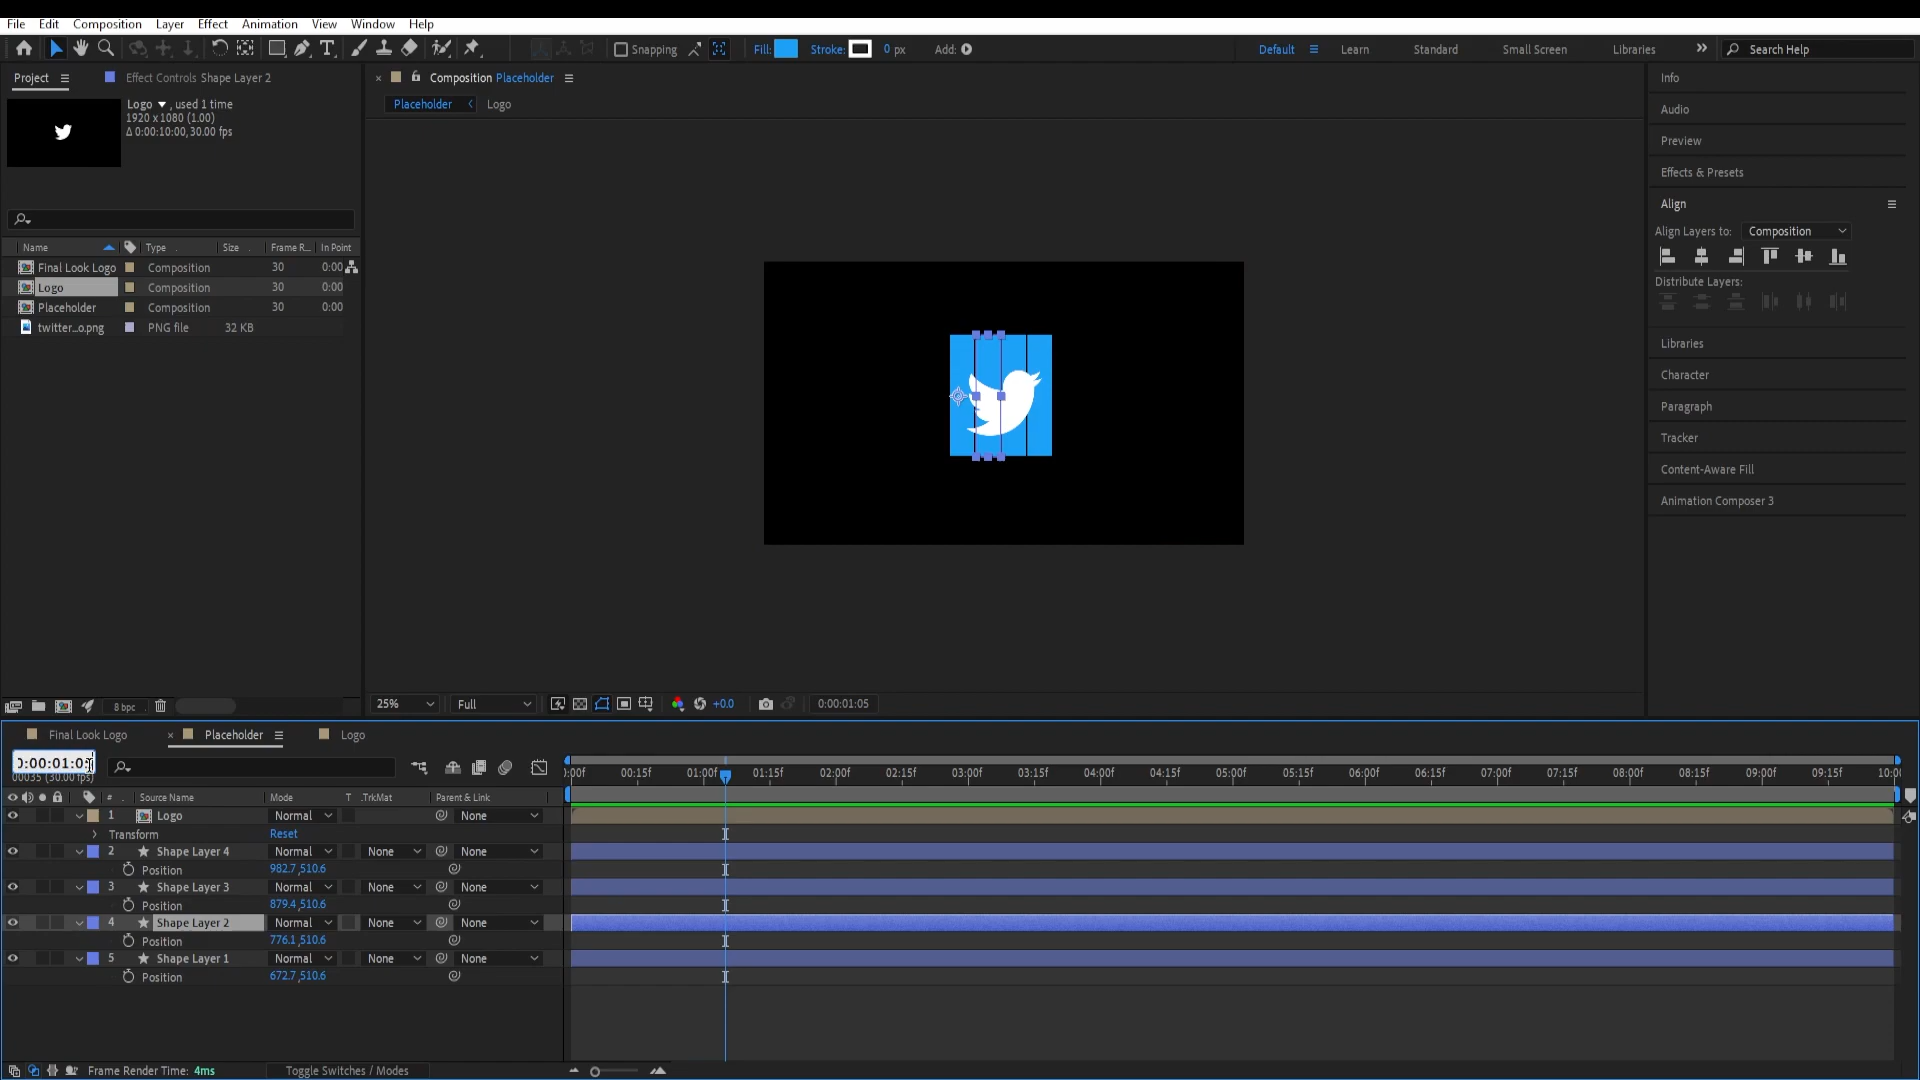 File Edit Composition Layer Effect Animation View Window Help
Snapping Fill: Stroke: 0 px Add: Default Learn Standard Small Screen Libraries Search Help
Project Effect Controls Shape Layer 2
Logo , used 1 time
1920 x 1080 (1.00)
Δ 0:00:10:00, 30.00 fps
Name Type Size Frame R... In Point
Final Look Logo Composition 30 0:00
Logo Composition 30 0:00
Placeholder Composition 30 0:00
twitter...o.png PNG file 32 KB
8 bpc
Composition Placeholder
Placeholder Logo
25% Full +0.0 0:00:01:05
Info
Audio
Preview
Effects & Presets
Align
Align Layers to: Composition
Distribute Layers:
Libraries
Character
Paragraph
Tracker
Content-Aware Fill
Animation Composer 3
Final Look Logo Placeholder Logo
00035 (30.00 fps)
:00f 00:15f 01:00f 01:15f 02:00f 02:15f 03:00f 03:15f 04:00f 04:15f 05:00f 05:15f 06:00f 06:15f 07:00f 07:15f 08:00f 08:15f 09:00f 09:15f 10:00
# Source Name Mode T .TrkMat Parent & Link
1 Logo Normal None
Transform Reset
2 Shape Layer 4 Normal None None
Position 982.7,510.6
3 Shape Layer 3 Normal None None
Position 879.4,510.6
4 Shape Layer 2 Normal None None
Position 776.1,510.6
5 Shape Layer 1 Normal None None
Position 672.7,510.6
Frame Render Time: 4ms Toggle Switches / Modes